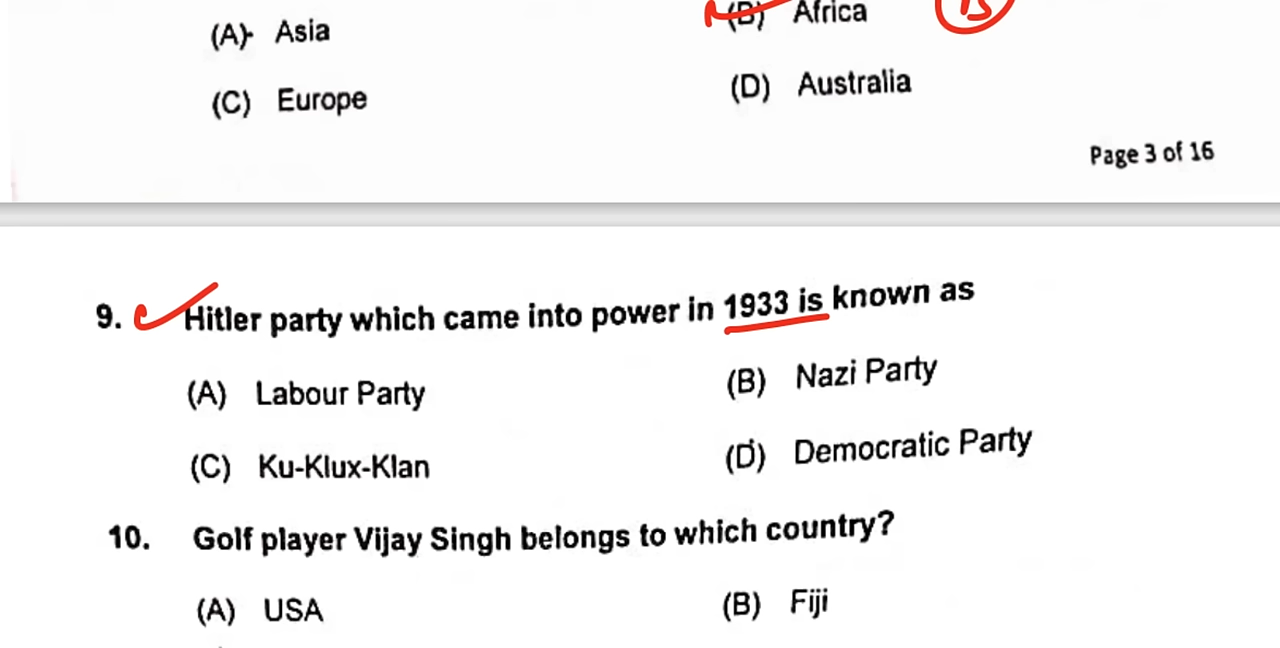 (A) Asia
(B) Africa
15
(C) Europe
(D) Australia
Page 3 of 16
9. Hitler party which came into power in 1933 is known as
(A) Labour Party
(B) Nazi Party
(C) Ku-Klux-Klan
(D) Democratic Party
10. Golf player Vijay Singh belongs to which country?
(A) USA
(B) Fiji